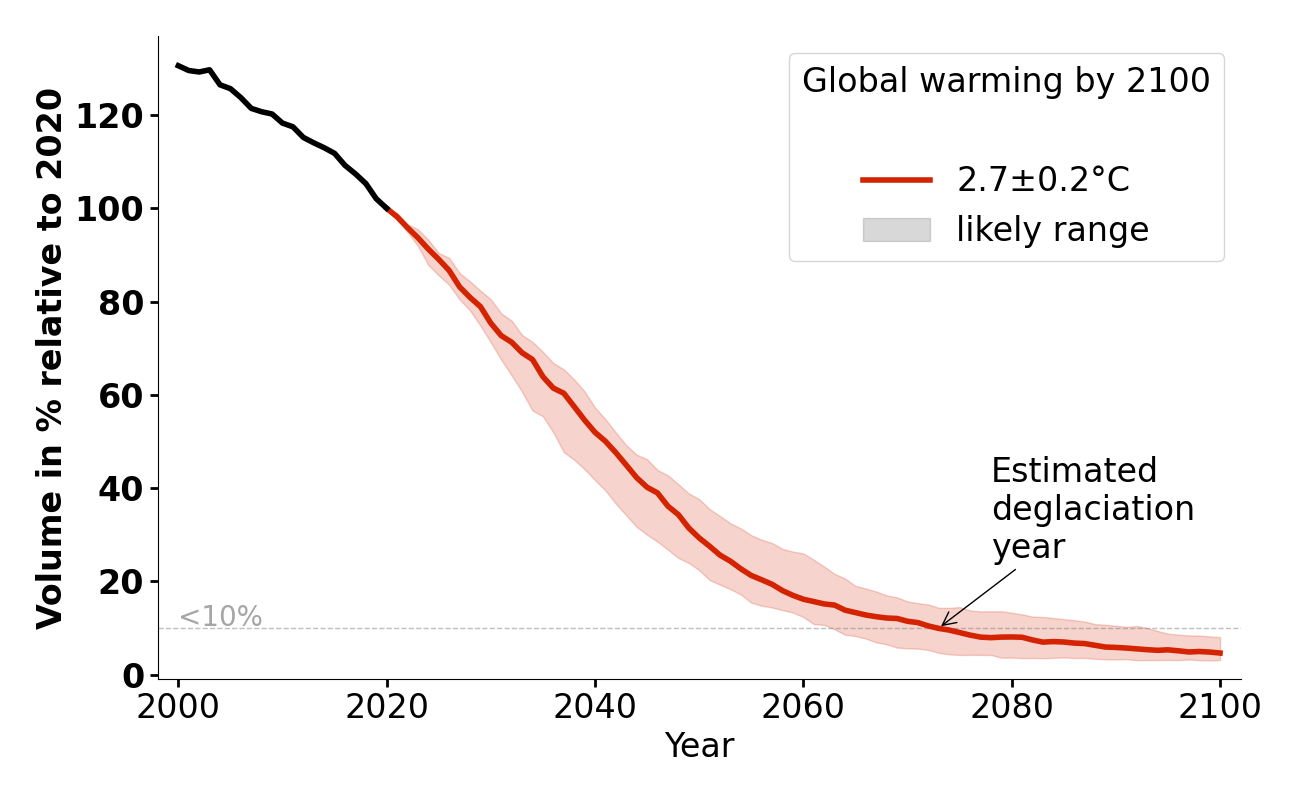 Volume in % relative to 2020
120
100
80
60
40
20
0
<10%
Global warming by 2100
2.7±0.2°C
likely range
Estimated
deglaciation
year
2000 2020 2040 2060 2080 2100
Year